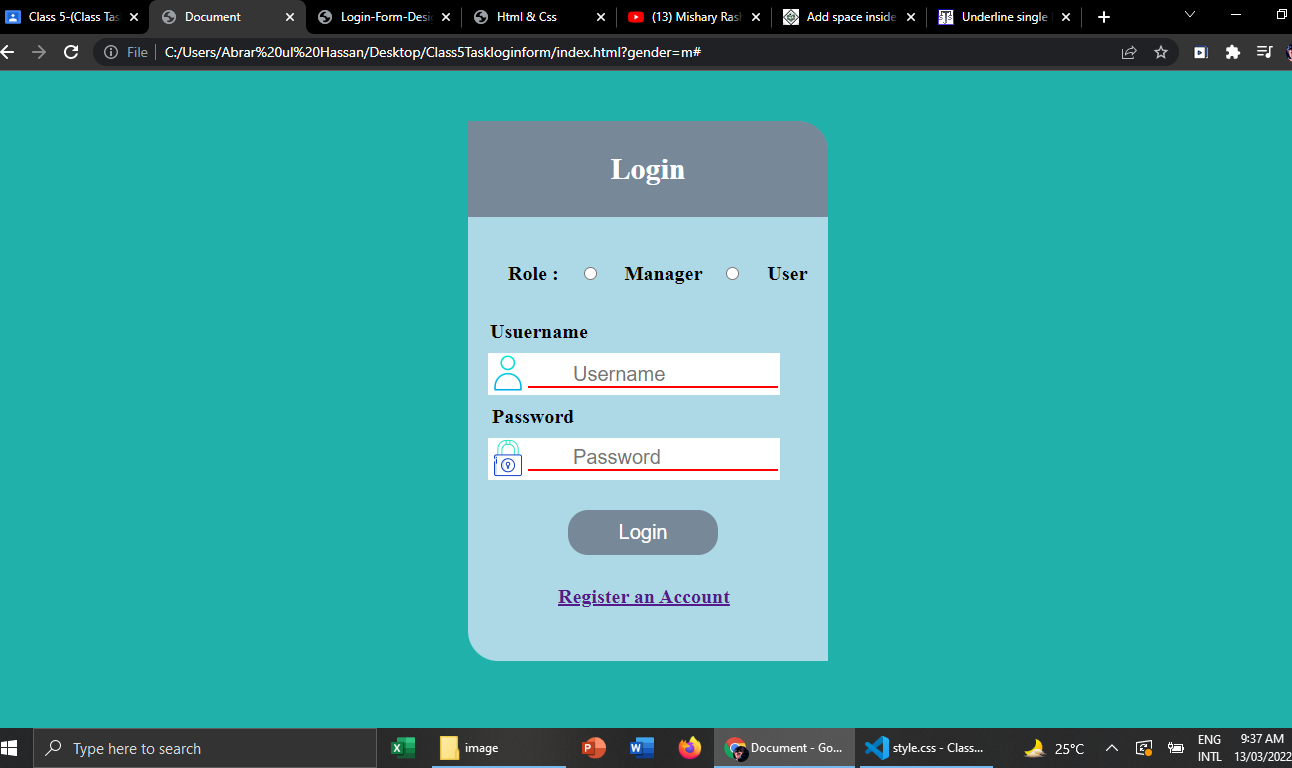 Class 5-(Class Tas
Document
Login-Form-Desi
Html & Css
(13) Mishary Rash
Add space inside
Underline single
File
C:/Users/Abrar%20ul%20Hassan/Desktop/Class5Taskloginform/index.html?gender=m#
Login
Role : Manager User
Usuername
Username
Password
Password
Login
Register an Account
Type here to search
image
Document - Go...
style.css - Class...
25°C
ENG
INTL
9:37 AM
13/03/2022